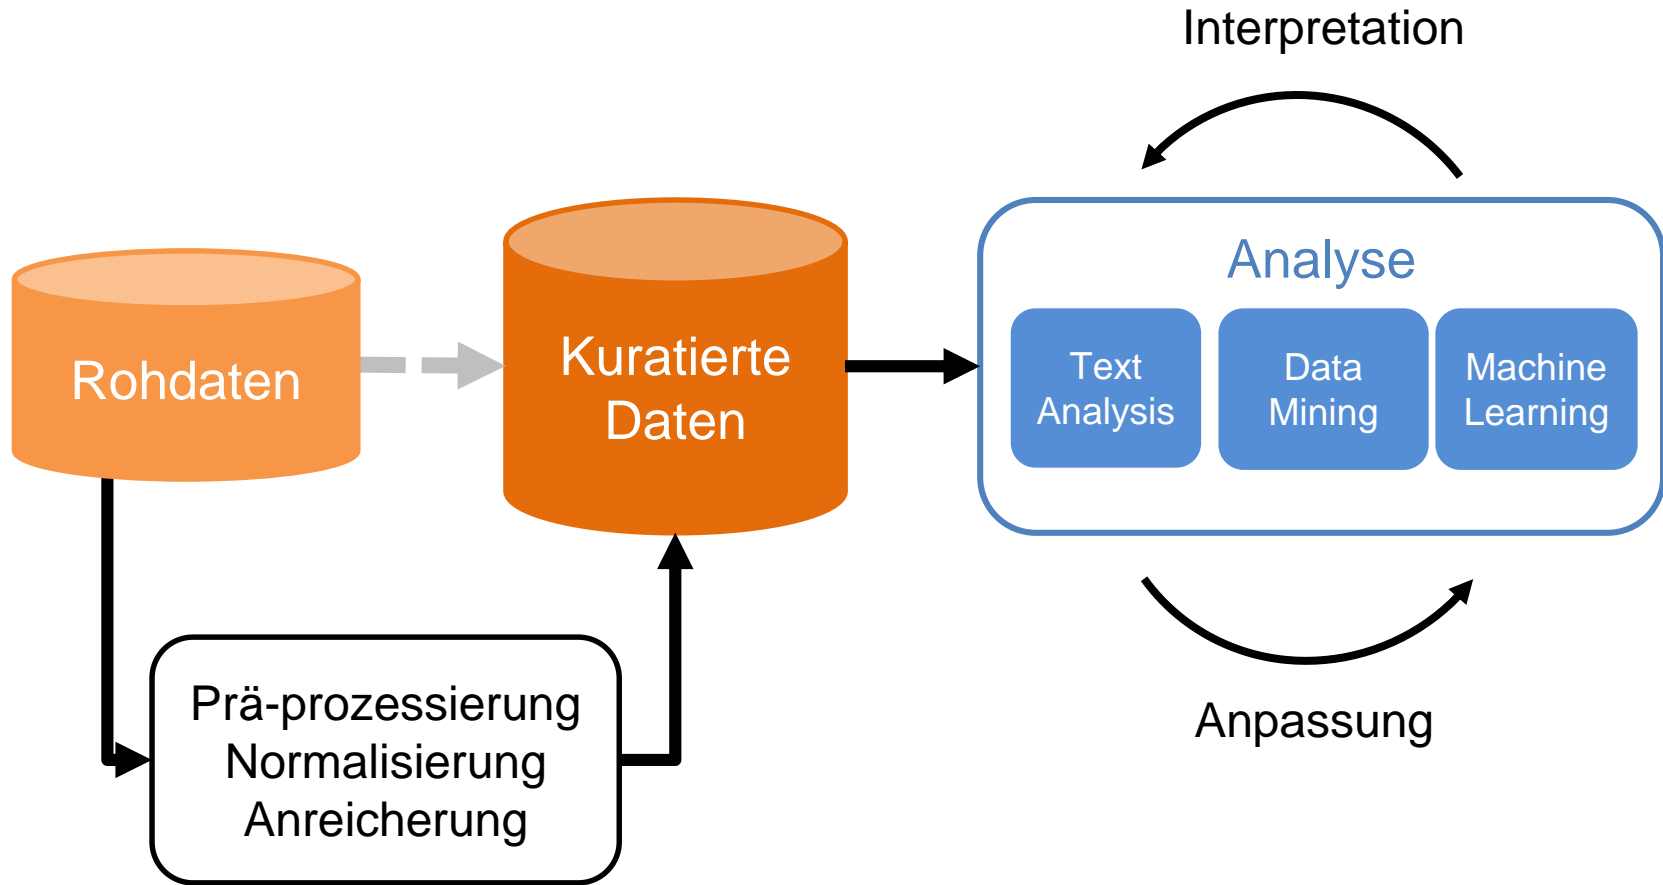 Interpretation
Analyse
Rohdaten
Kuratierte
Daten
Text
Analysis
Data
Mining
Machine
Learning
Prä-prozessierung
Normalisierung
Anreicherung
Anpassung